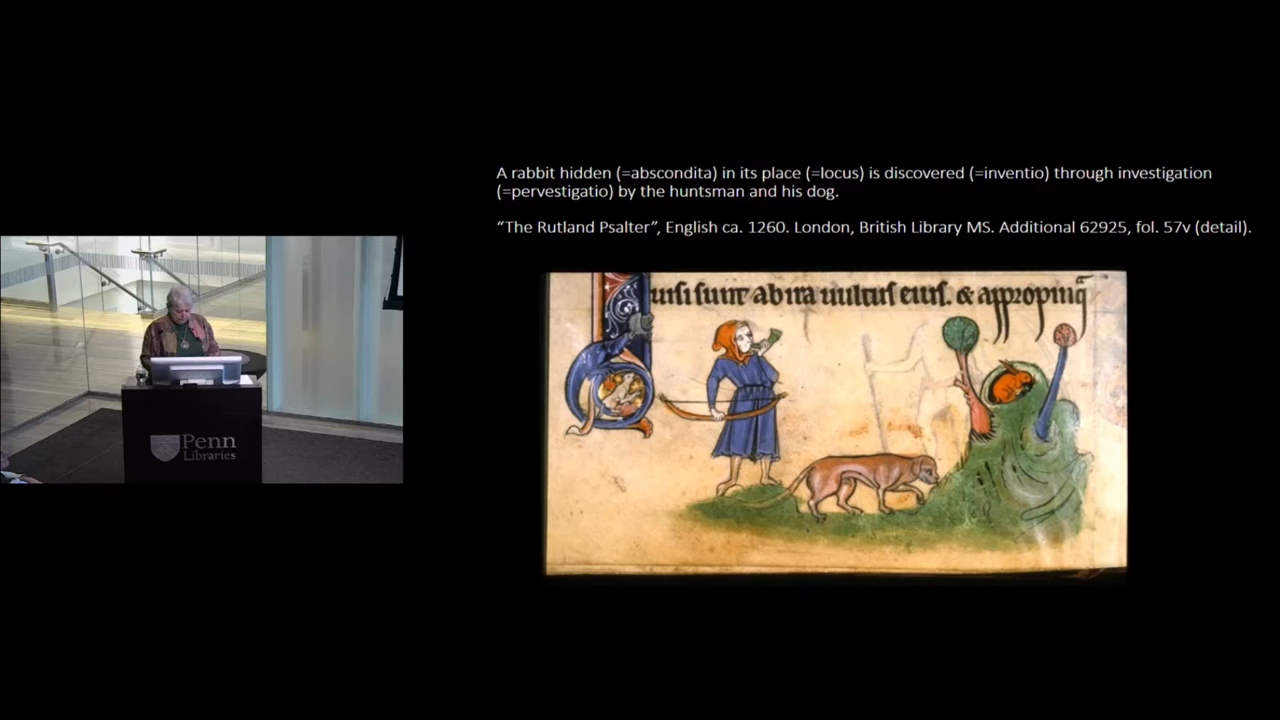 A rabbit hidden (=abscondita) in its place (=locus) is discovered (=inventio) through investigation
(=pervestigatio) by the huntsman and his dog.
“The Rutland Psalter”, English ca. 1260. London, British Library MS. Additional 62925, fol. 57v (detail).
uisi sunt ab ira uultus eius. & appropinq̄
Penn
Libraries